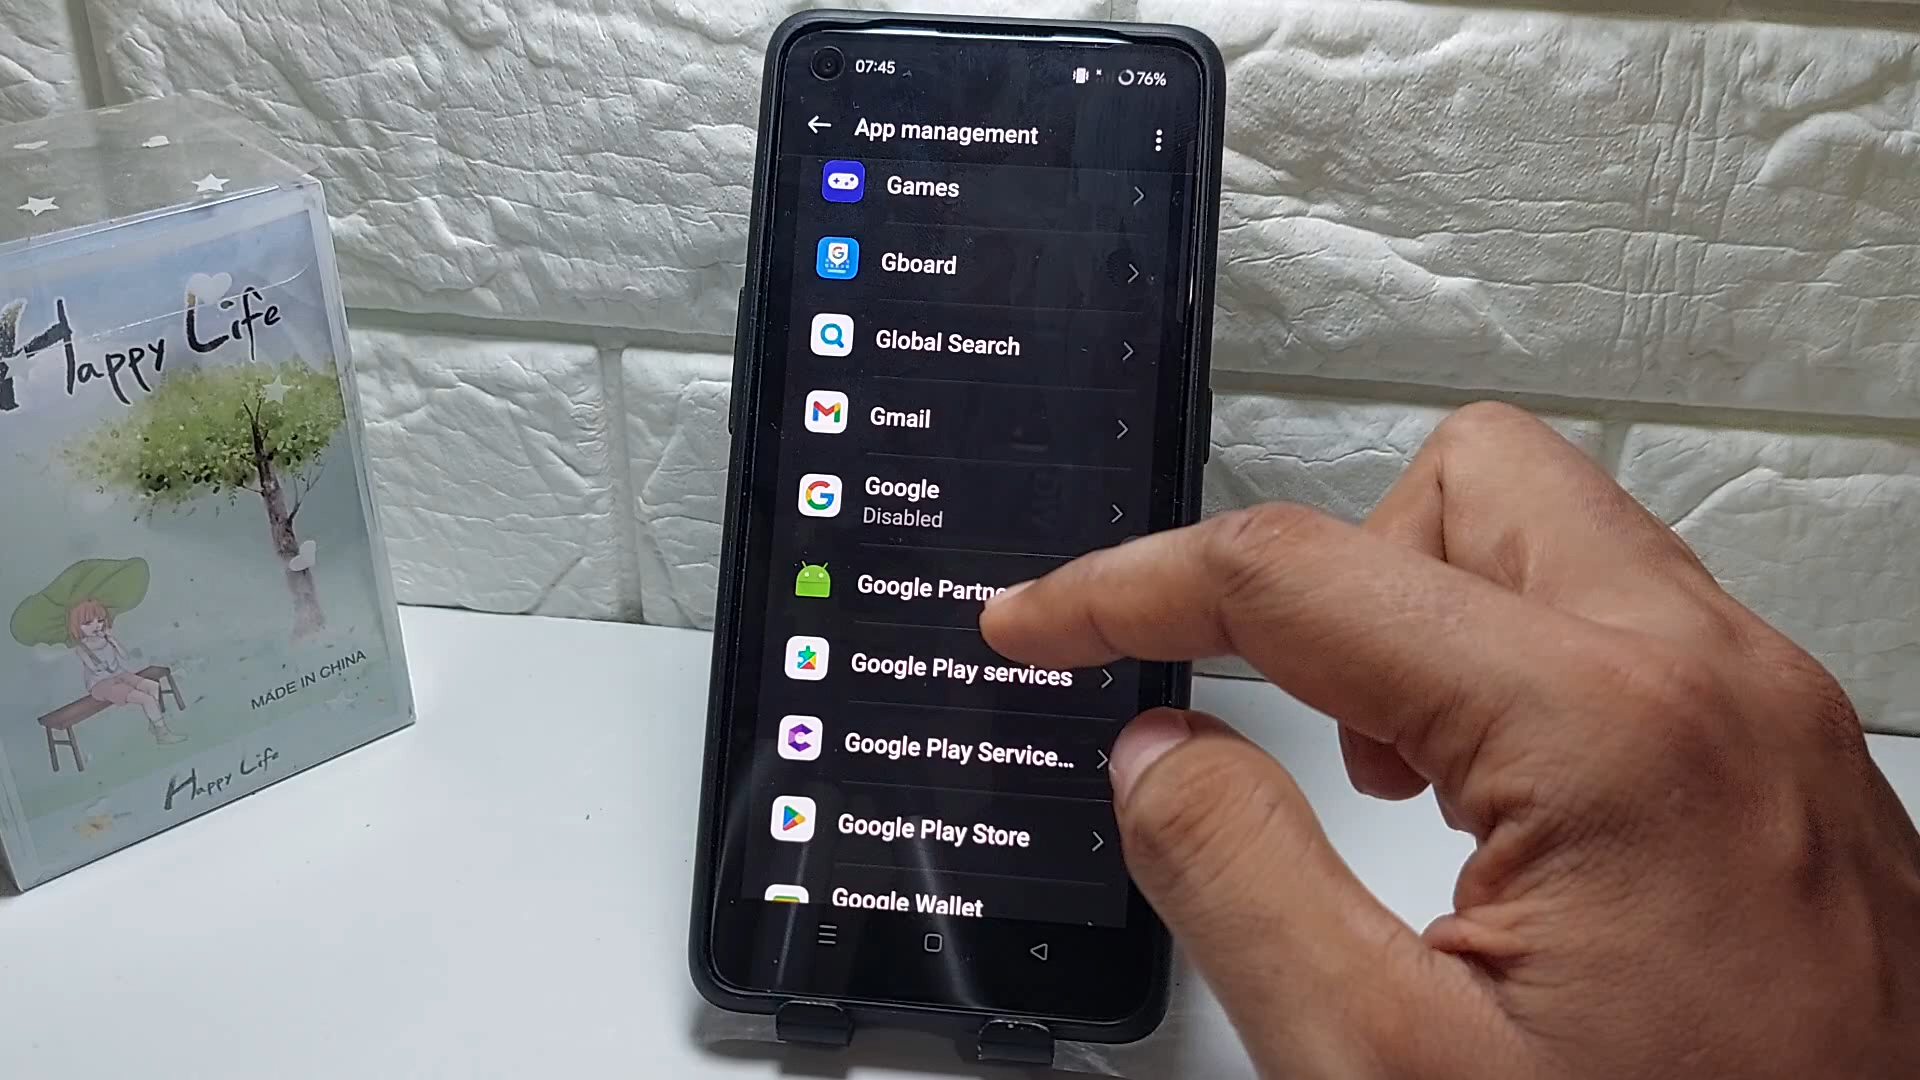 07:45
76%
App management
Games
Gboard
Global Search
Gmail
Google
Disabled
Google Partne
Google Play services
Google Play Service...
Google Play Store
Google Wallet
Happy Life
MADE IN CHINA
Happy Life